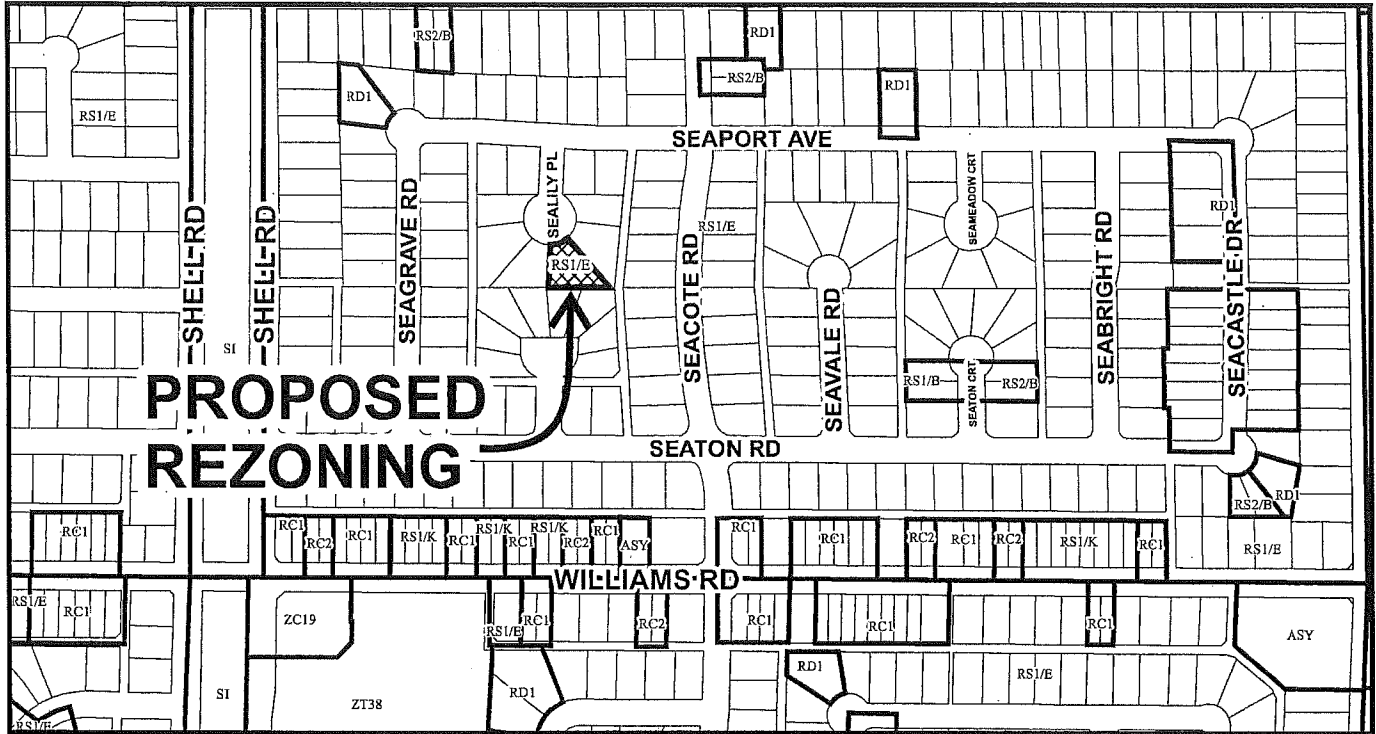 RS2/B
RD1
RS2/B
RD1
RD1
RS1/E
SEAPORT AVE
SHELL RD
SHELL RD
SEAGRAVE RD
SEALILY PL
RS1/E
SEACOTE RD
RS1/E
SEAVALE RD
SEAMEADOW CRT
SEABRIGHT RD
RD1
SEACASTLE DR
SI
PROPOSED
REZONING
RS1/B
SEATON CRT
RS2/B
SEATON RD
RS2/B
RD1
RC1
RC1
RC2
RC1
RS1/K
RC1
RS1/K
RC1
RS1/K
RC2
RC1
ASY
RC1
RC1
RC2
RC1
RC2
RS1/K
RC1
RS1/E
WILLIAMS RD
RS1/E
RC1
ZC19
RS1/E
RC1
RC2
RC1
RC1
RC1
ASY
SI
ZT38
RD1
RD1
RS1/E
RS1/E